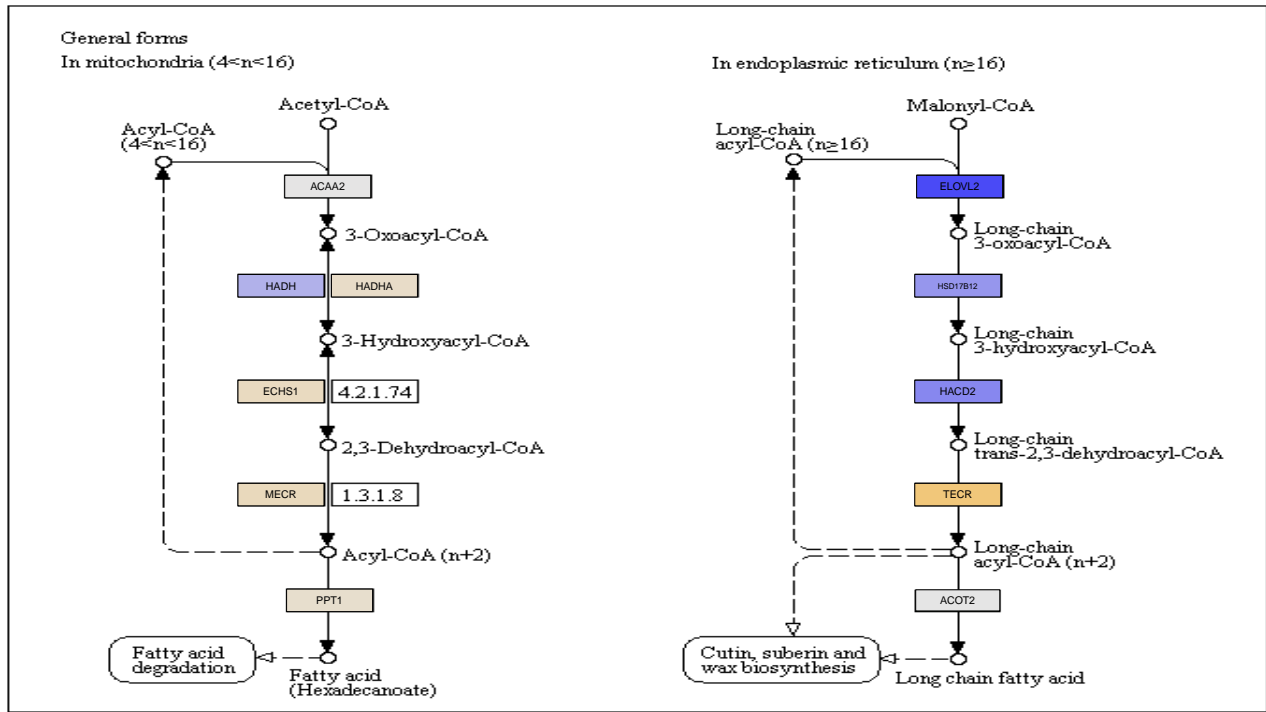 General forms
In mitochondria (4<n<16)
Acetyl-CoA
Acyl-CoA
(4<n<16)
ACAA2
3-Oxoacyl-CoA
HADH
HADHA
3-Hydroxyacyl-CoA
ECHS1
4.2.1.74
2,3-Dehydroacyl-CoA
MECR
1.3.1.8
Acyl-CoA (n+2)
PPT1
Fatty acid
degradation
Fatty acid
(Hexadecanoate)
In endoplasmic reticulum (n≥16)
Malonyl-CoA
Long-chain
acyl-CoA (n≥16)
ELOVL2
Long-chain
3-oxoacyl-CoA
HSD17B12
Long-chain
3-hydroxyacyl-CoA
HACD2
Long-chain
trans-2,3-dehydroacyl-CoA
TECR
Long-chain
acyl-CoA (n+2)
ACOT2
Cutin, suberin and
wax biosynthesis
Long chain fatty acid